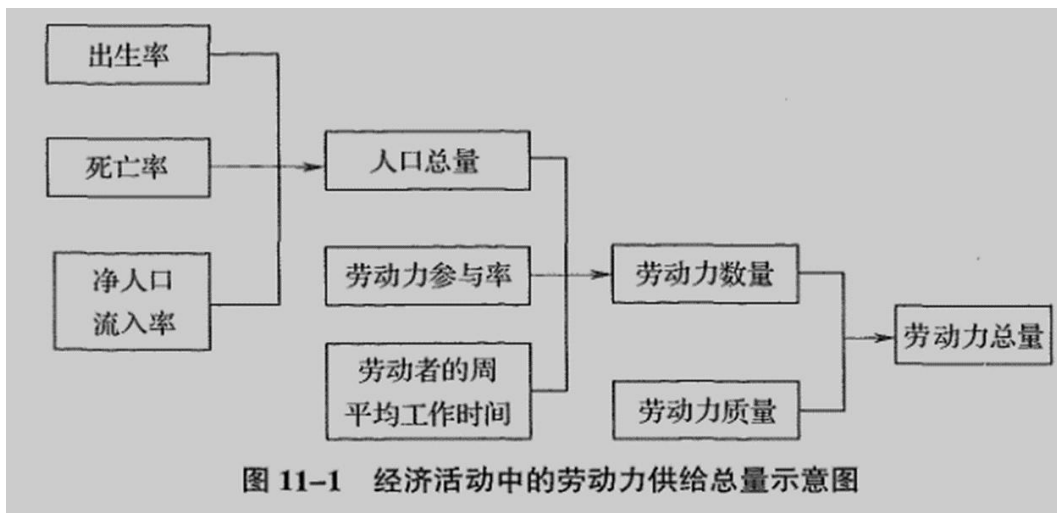 出生率
死亡率
净人口
流入率
人口总量
劳动力参与率
劳动者的周
平均工作时间
劳动力数量
劳动力质量
劳动力总量
图 11-1 经济活动中的劳动力供给总量示意图